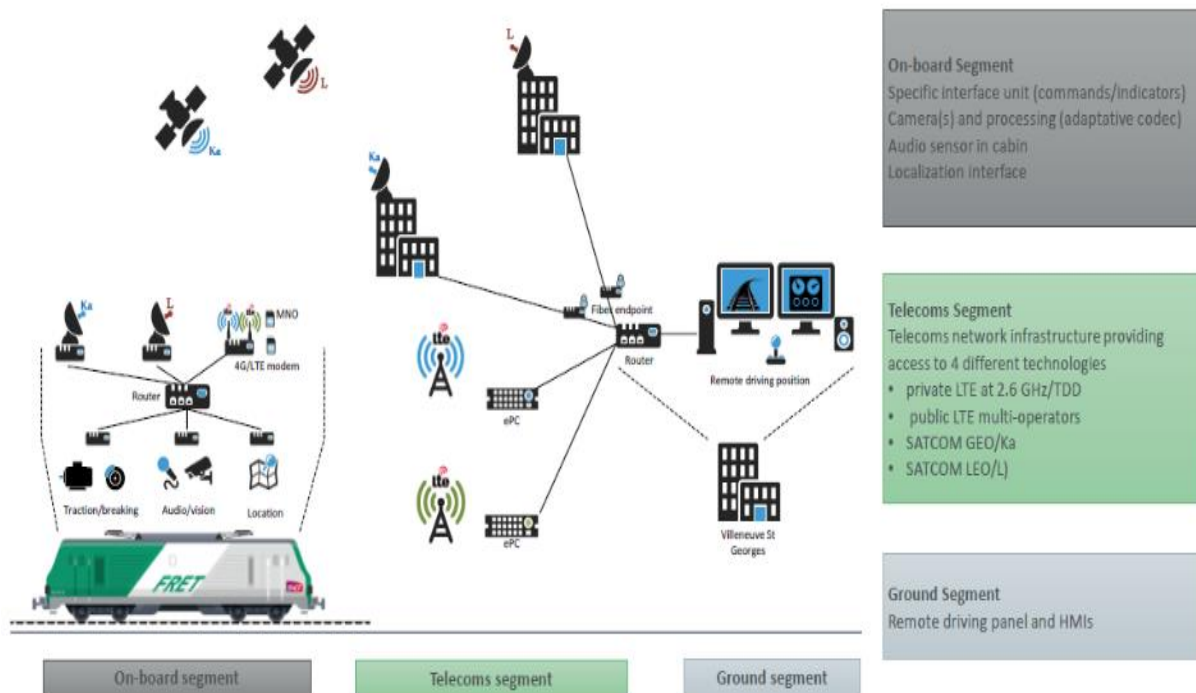 L
Ka
L
Ka
On-board Segment
Specific interface unit (commands/indicators)
Camera(s) and processing (adaptative codec)
Audio sensor in cabin
Localization interface
Ka
L
lte
lte
MNO
4G/LTE modem
Router
Traction/breaking
Audio/vision
Location
FRET
SNCF
lte
ePC
lte
ePC
Fiber endpoint
Router
Remote driving position
Villeneuve St
Georges
Telecoms Segment
Telecoms network infrastructure providing
access to 4 different technologies
• private LTE at 2.6 GHz/TDD
• public LTE multi-operators
• SATCOM GEO/Ka
• SATCOM LEO/L)
Ground Segment
Remote driving panel and HMIs
On-board segment
Telecoms segment
Ground segment